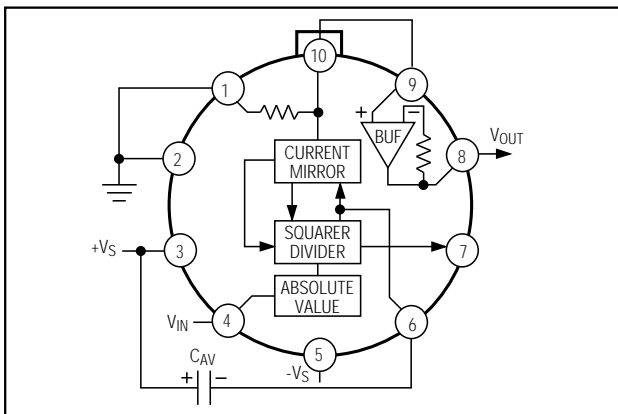 10
1
9
+ −
BUF
VOUT
8
CURRENT
MIRROR
2
+VS
3
SQUARER
DIVIDER
7
ABSOLUTE
VALUE
VIN
4
6
CAV
+ −
5
-VS